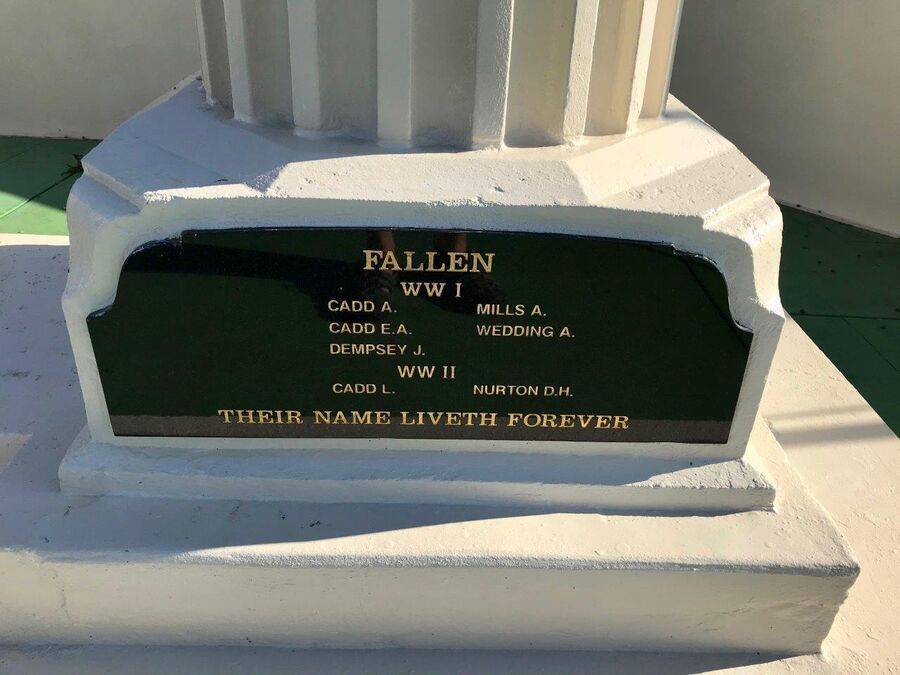 FALLEN
WW I
CADD A. MILLS A.
CADD E.A. WEDDING A.
DEMPSEY J.
WW II
CADD L. NURTON D.H.
THEIR NAME LIVETH FOREVER